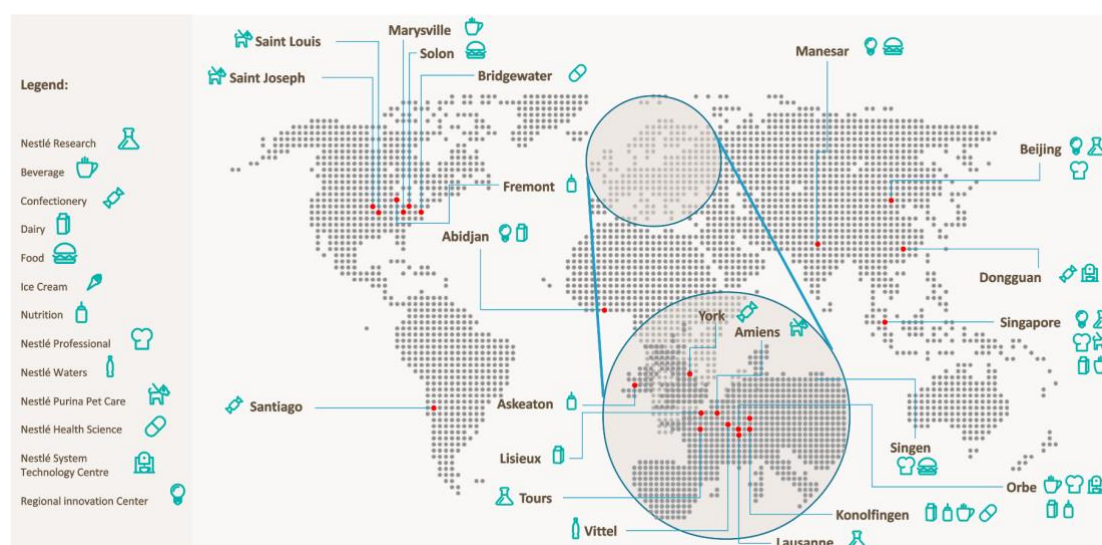 Legend:
Nestlé Research
Beverage
Confectionery
Dairy
Food
Ice Cream
Nutrition
Nestlé Professional
Nestlé Waters
Nestlé Purina Pet Care
Nestlé Health Science
Nestlé System
Technology Centre
Regional innovation Center
Marysville
Saint Louis
Solon
Saint Joseph
Bridgewater
Manesar
Beijing
Fremont
Abidjan
Dongguan
York
Amiens
Singapore
Santiago
Askeaton
Lisieux
Singen
Orbe
Tours
Konolfingen
Vittel
Lausanne